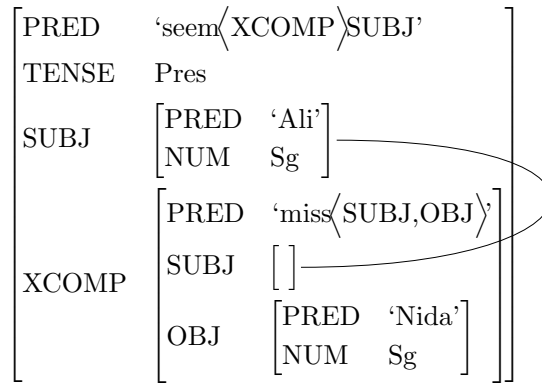 PRED ‘seem⟨XCOMP⟩SUBJ’
TENSE Pres
SUBJ [PRED ‘Ali’
NUM Sg]
XCOMP [PRED ‘miss⟨SUBJ,OBJ⟩’
SUBJ [ ]
OBJ [PRED ‘Nida’
NUM Sg]]